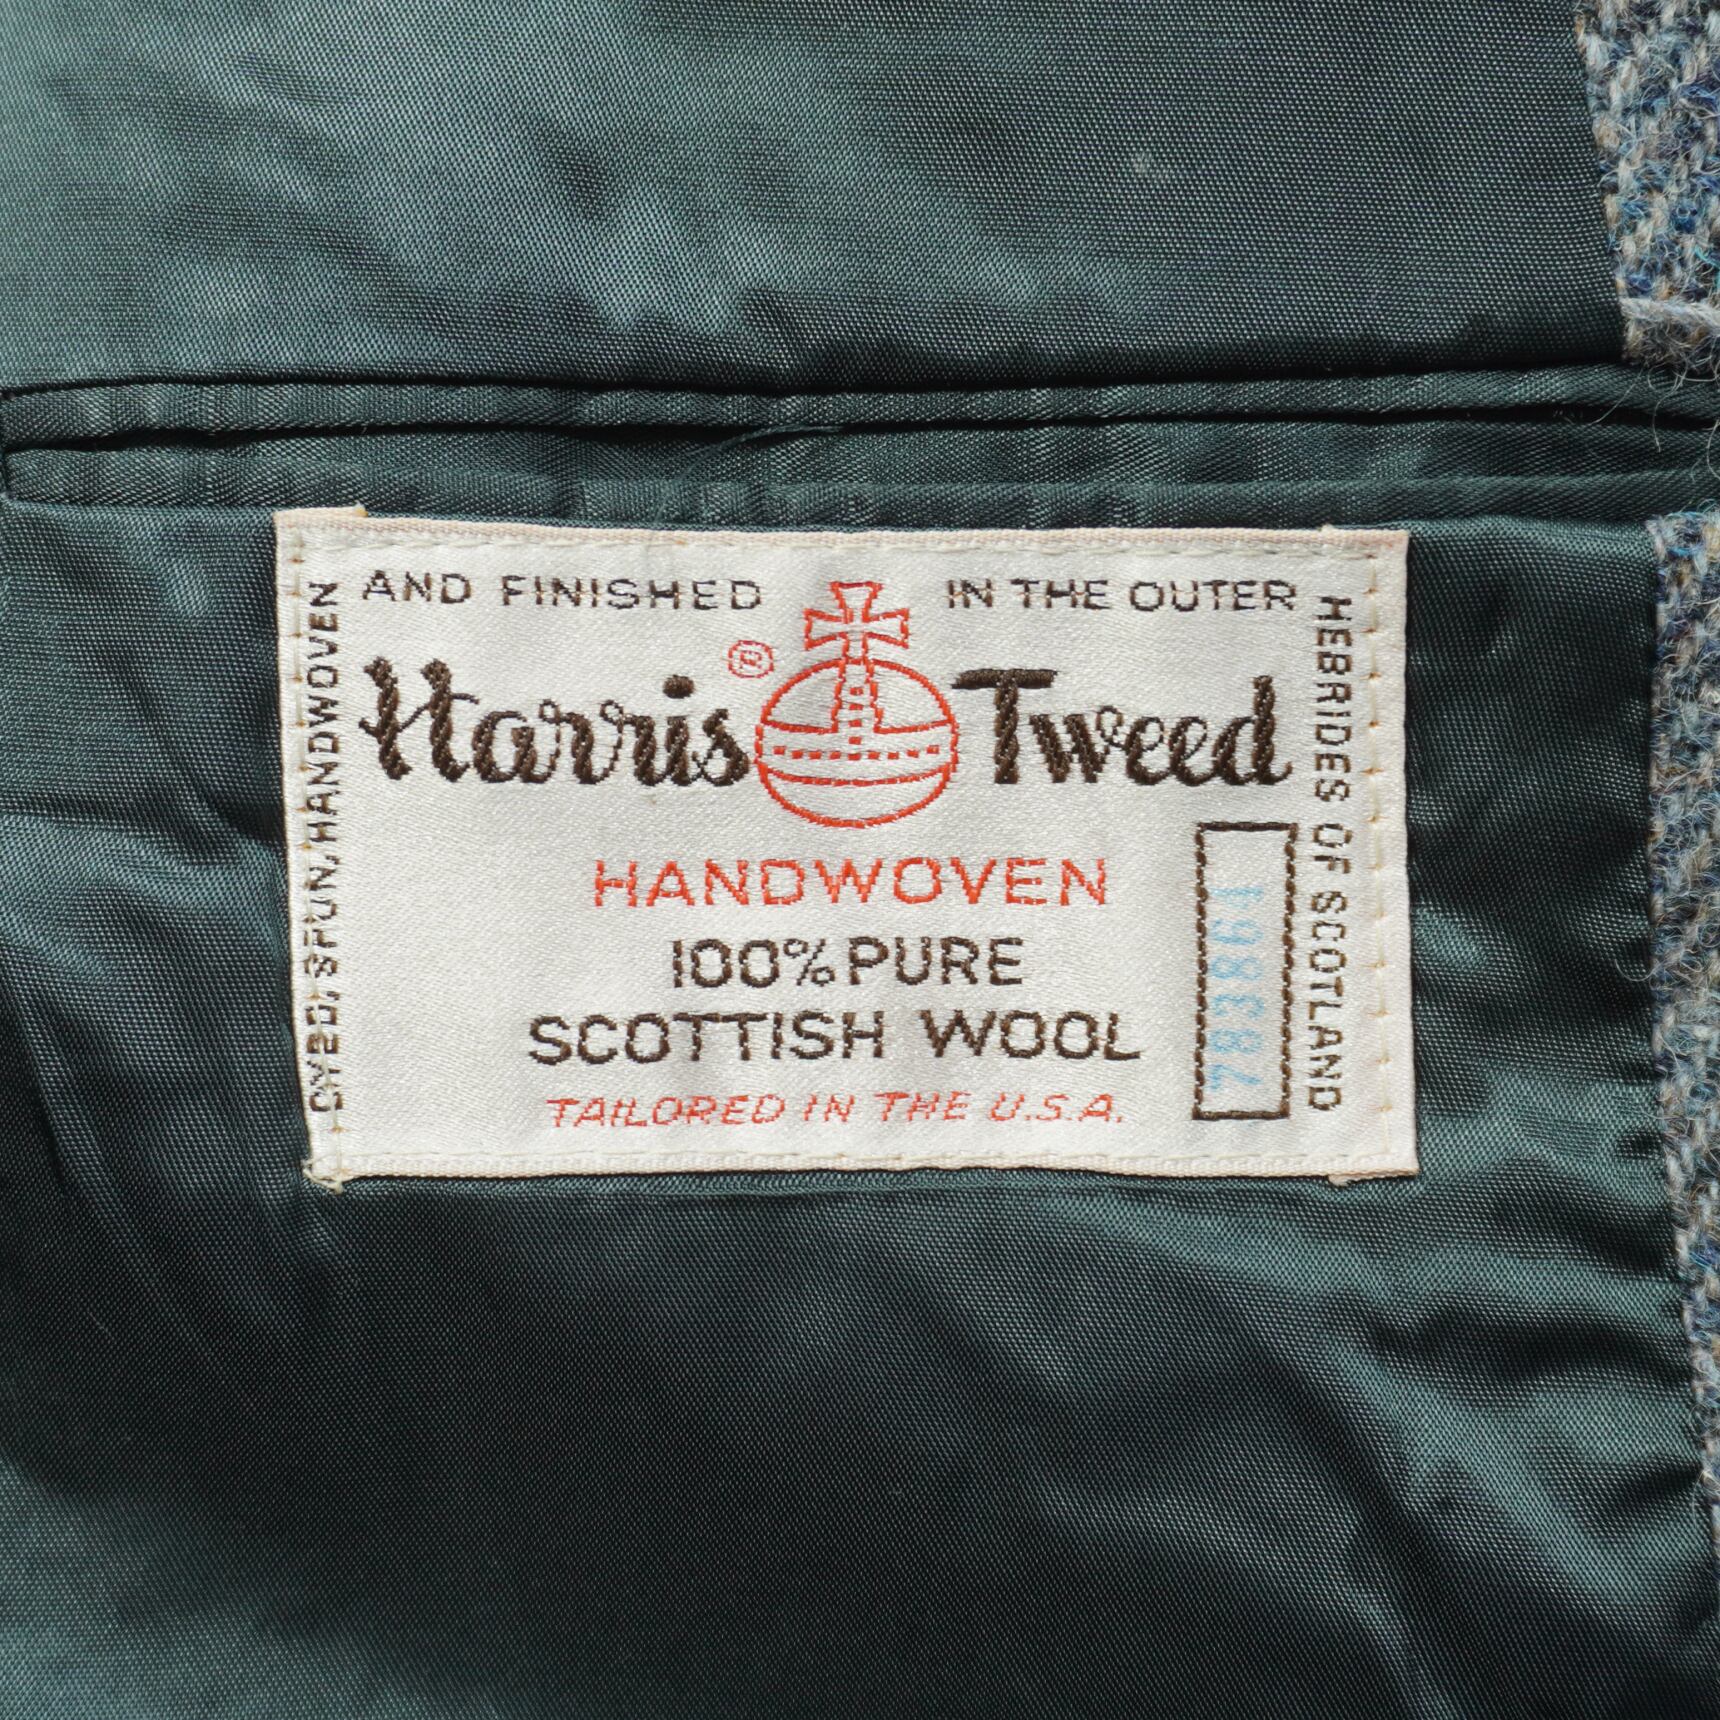 DYED, SPUN, HANDWOVEN
AND FINISHED
IN THE OUTER
HEBRIDES OF SCOTLAND
Harris ® Tweed
HANDWOVEN
100% PURE
SCOTTISH WOOL
TAILORED IN THE U.S.A.
783864